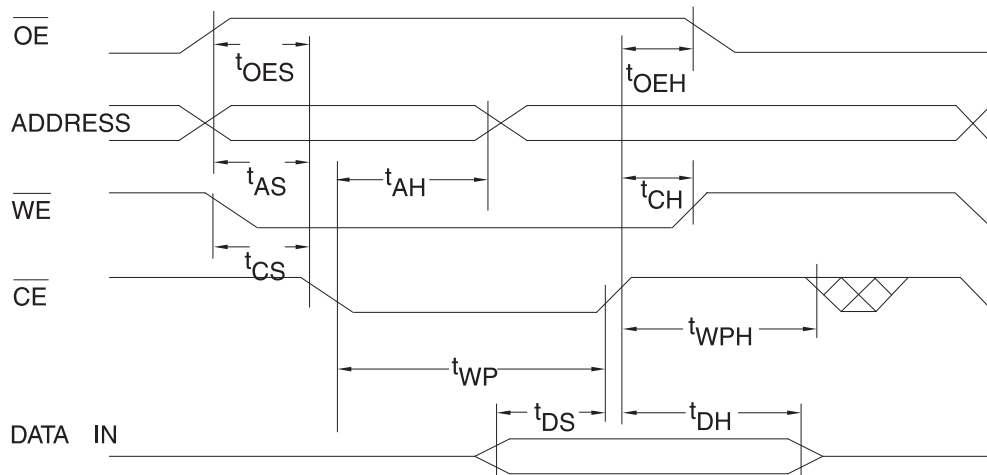 OE
tOES
tOEH
ADDRESS
tAS
tAH
tCH
WE
tCS
CE
tWPH
tWP
tDS
tDH
DATA IN